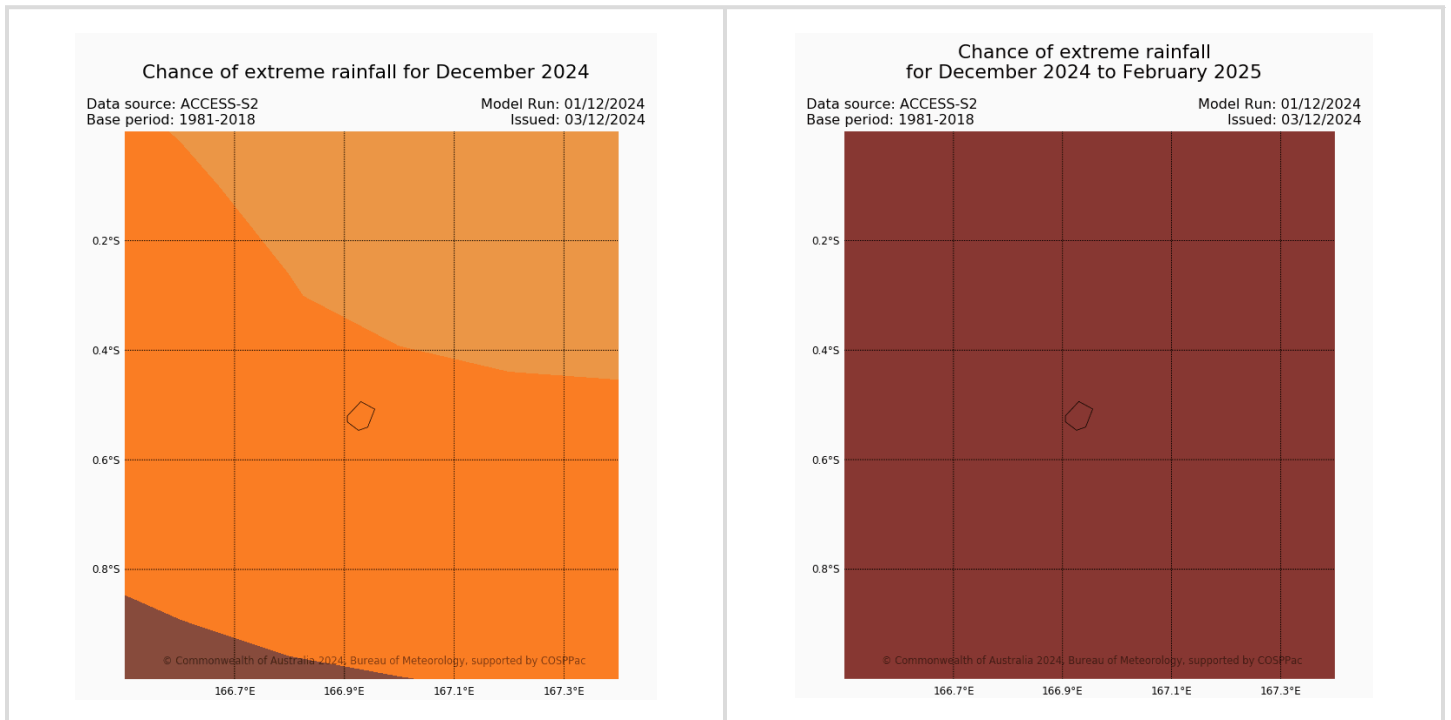 Chance of extreme rainfall for December 2024
Data source: ACCESS-S2
Model Run: 01/12/2024
Base period: 1981-2018
Issued: 03/12/2024
0.2°S
0.4°S
0.6°S
0.8°S
© Commonwealth of Australia 2024, Bureau of Meteorology, supported by COSPPac
166.7°E
166.9°E
167.1°E
167.3°E
Chance of extreme rainfall
for December 2024 to February 2025
Data source: ACCESS-S2
Model Run: 01/12/2024
Base period: 1981-2018
Issued: 03/12/2024
0.2°S
0.4°S
0.6°S
0.8°S
© Commonwealth of Australia 2024, Bureau of Meteorology, supported by COSPPac
166.7°E
166.9°E
167.1°E
167.3°E